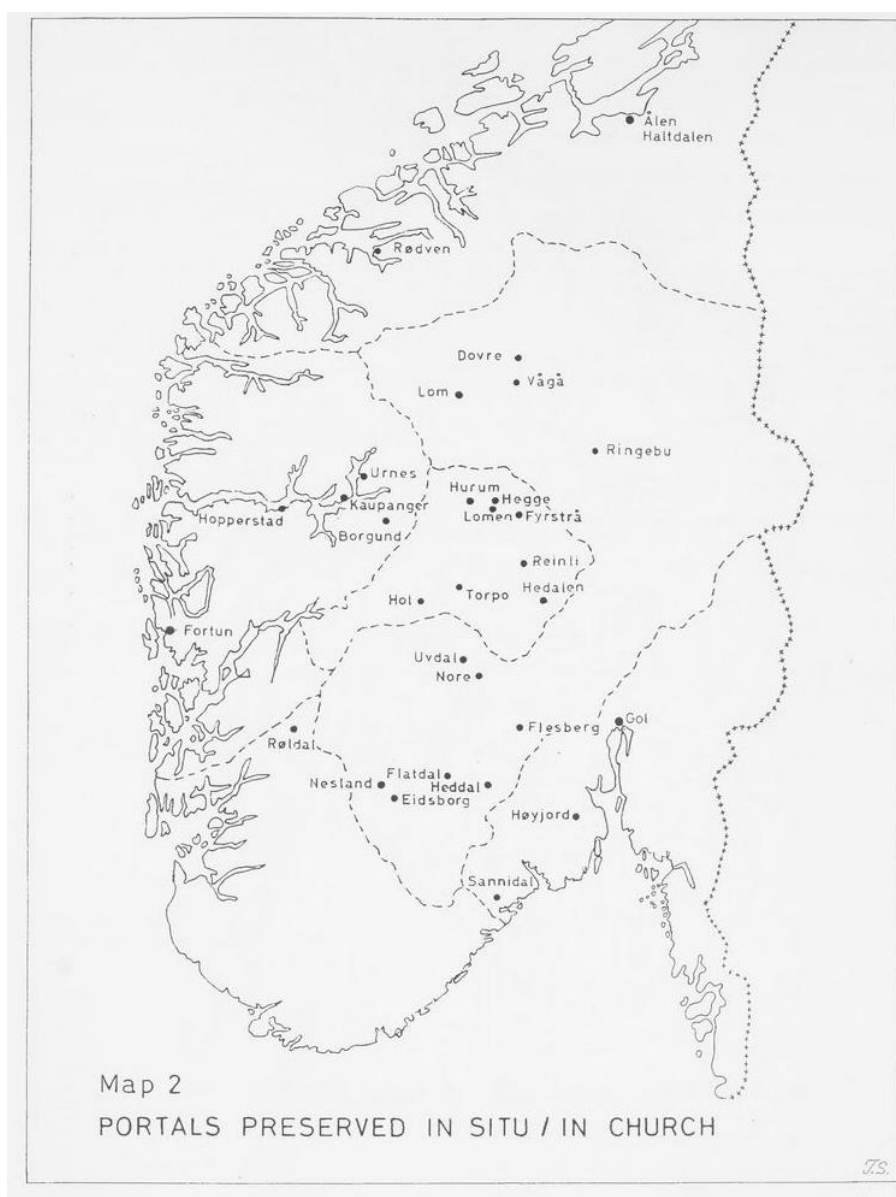 Ålen
Haltdalen
Rødven
Dovre
Vågå
Lom
Ringebu
Urnes
Hurum
Hegge
Kaupanger
Hopperstad
Lomen
Fyrstrå
Borgund
Reinli
Torpo
Hedalen
Hol
Fortun
Uvdal
Nore
Gol
Flesberg
Røldal
Flatdal
Nesland
Heddal
Eidsborg
Høyjord
Sannidal
Map 2
PORTALS PRESERVED IN SITU / IN CHURCH
T.S.